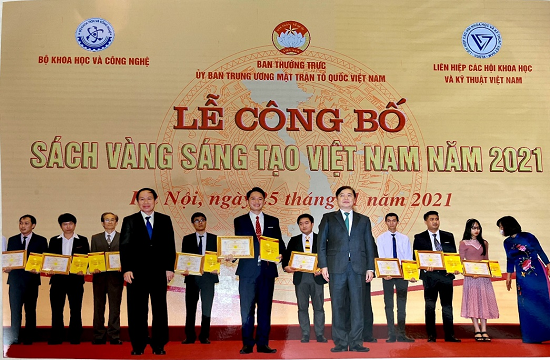 BỘ KHOA HỌC VÀ CÔNG NGHỆ
BAN THƯỜNG TRỰC
ỦY BAN TRUNG ƯƠNG MẶT TRẬN TỔ QUỐC VIỆT NAM
LIÊN HIỆP CÁC HỘI KHOA HỌC
VÀ KỸ THUẬT VIỆT NAM
LỄ CÔNG BỐ
SÁCH VÀNG SÁNG TẠO VIỆT NAM NĂM 2021
Nội, ngày năm 2021